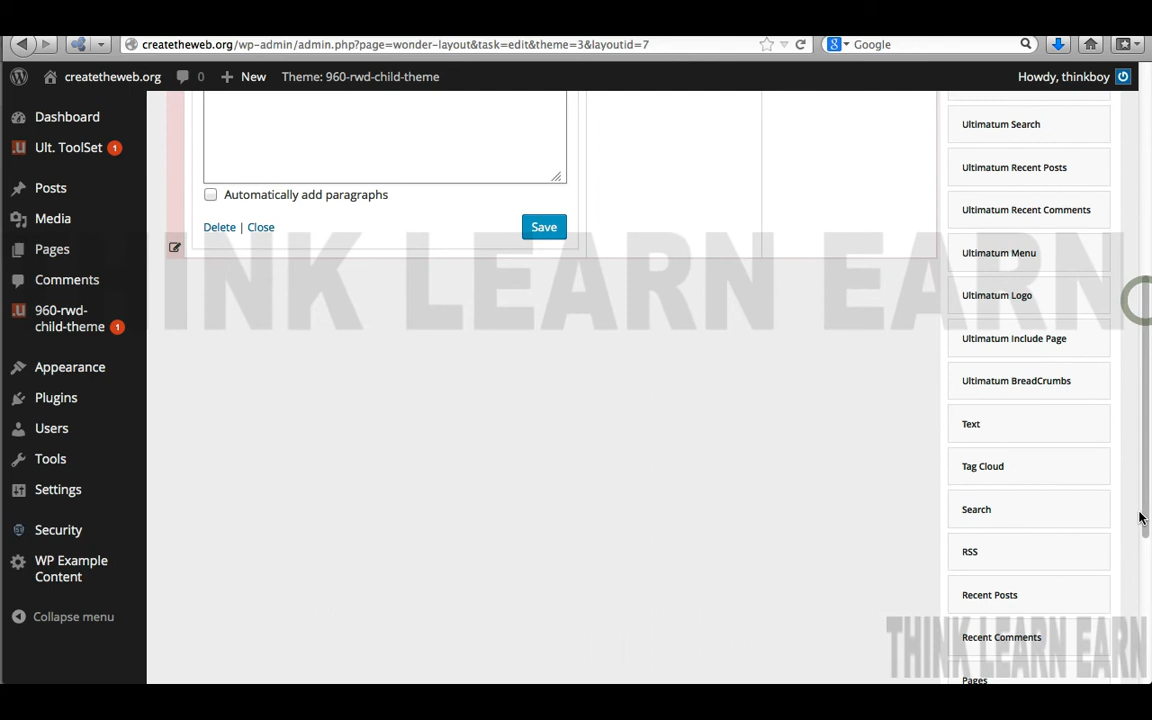 createtheweb.org/wp-admin/admin.php?page=wonder-layout&task=edit&theme=3&layoutid=7
Google
createtheweb.org
0
New
Theme: 960-rwd-child-theme
Howdy, thinkboy
Dashboard
Ult. ToolSet 1
Posts
Media
Pages
Comments
960-rwd-
child-theme 1
Appearance
Plugins
Users
Tools
Settings
Security
WP Example
Content
Collapse menu
Automatically add paragraphs
Delete | Close
Save
THINK LEARN EARN
Ultimatum Search
Ultimatum Recent Posts
Ultimatum Recent Comments
Ultimatum Menu
Ultimatum Logo
Ultimatum Include Page
Ultimatum BreadCrumbs
Text
Tag Cloud
Search
RSS
Recent Posts
Recent Comments
Pages
THINK LEARN EARN